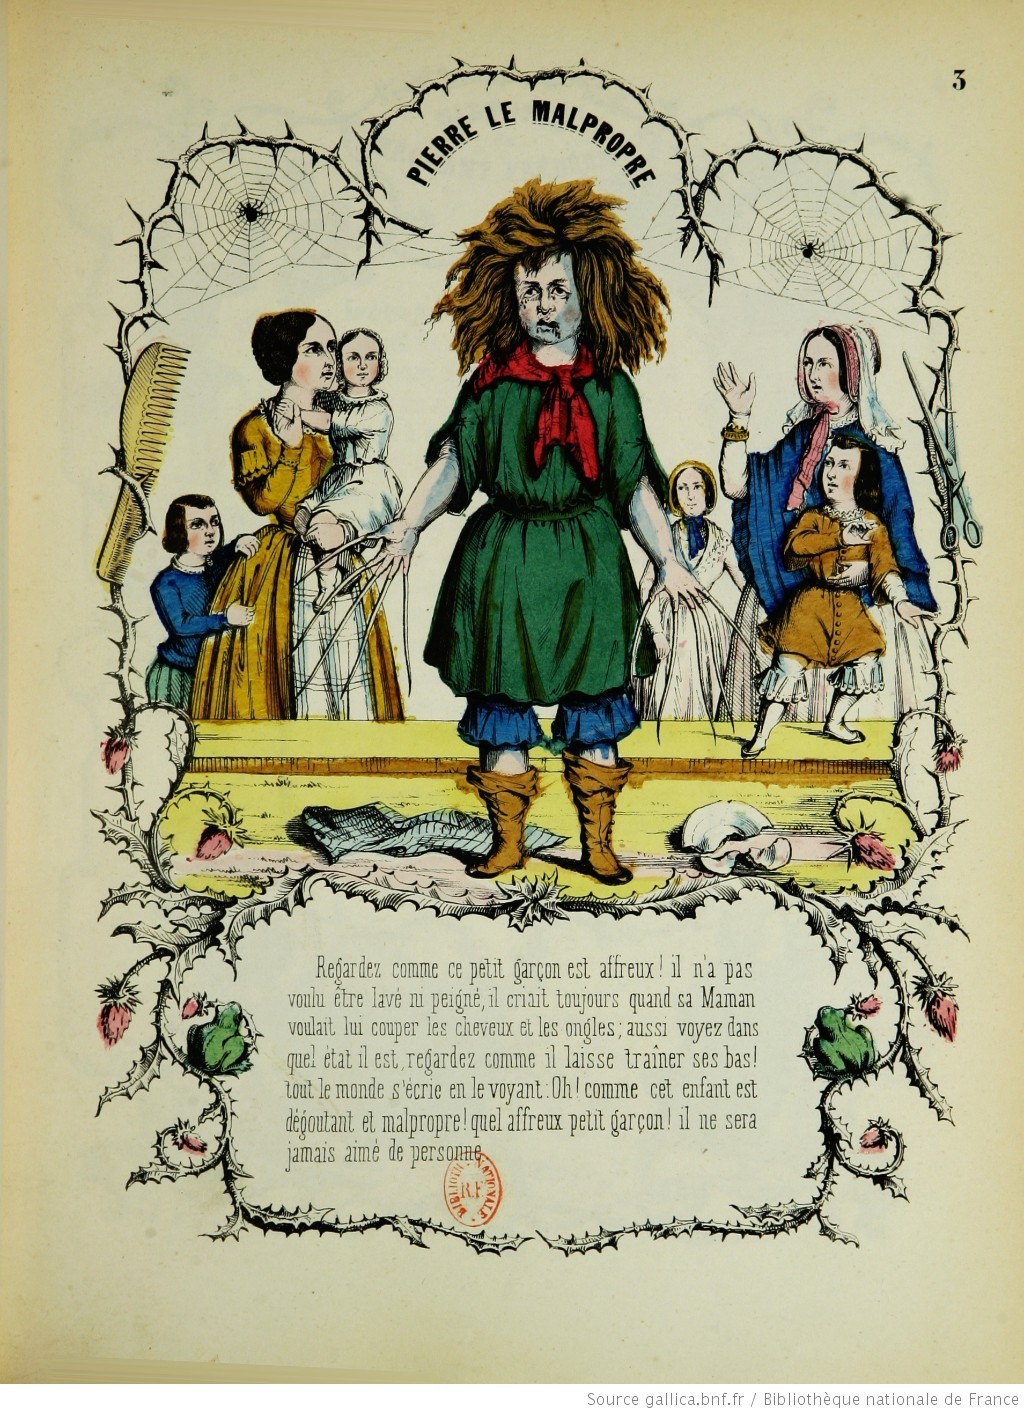 3
PIERRE LE MALPROPRE
Regardez comme ce petit garçon est affreux! il n'a pas
voulu être lavé ni peigné, il criait toujours quand sa Maman
voulait lui couper les cheveux et les ongles; aussi voyez dans
quel état il est, regardez comme il laisse traîner ses bas!
tout le monde s'écrie en le voyant: Oh! comme cet enfant est
dégoutant et malpropre! quel affreux petit garçon! il ne sera
jamais aimé de personne
BIBLIOTH. NATIONALE
R.F.
Source gallica.bnf.fr / Bibliothèque nationale de France